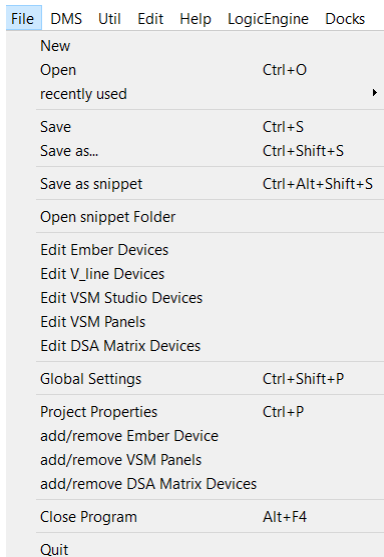 File DMS Util Edit Help LogicEngine Docks
New
Open Ctrl+O
recently used
Save Ctrl+S
Save as... Ctrl+Shift+S
Save as snippet Ctrl+Alt+Shift+S
Open snippet Folder
Edit Ember Devices
Edit V_line Devices
Edit VSM Studio Devices
Edit VSM Panels
Edit DSA Matrix Devices
Global Settings Ctrl+Shift+P
Project Properties Ctrl+P
add/remove Ember Device
add/remove VSM Panels
add/remove DSA Matrix Devices
Close Program Alt+F4
Quit